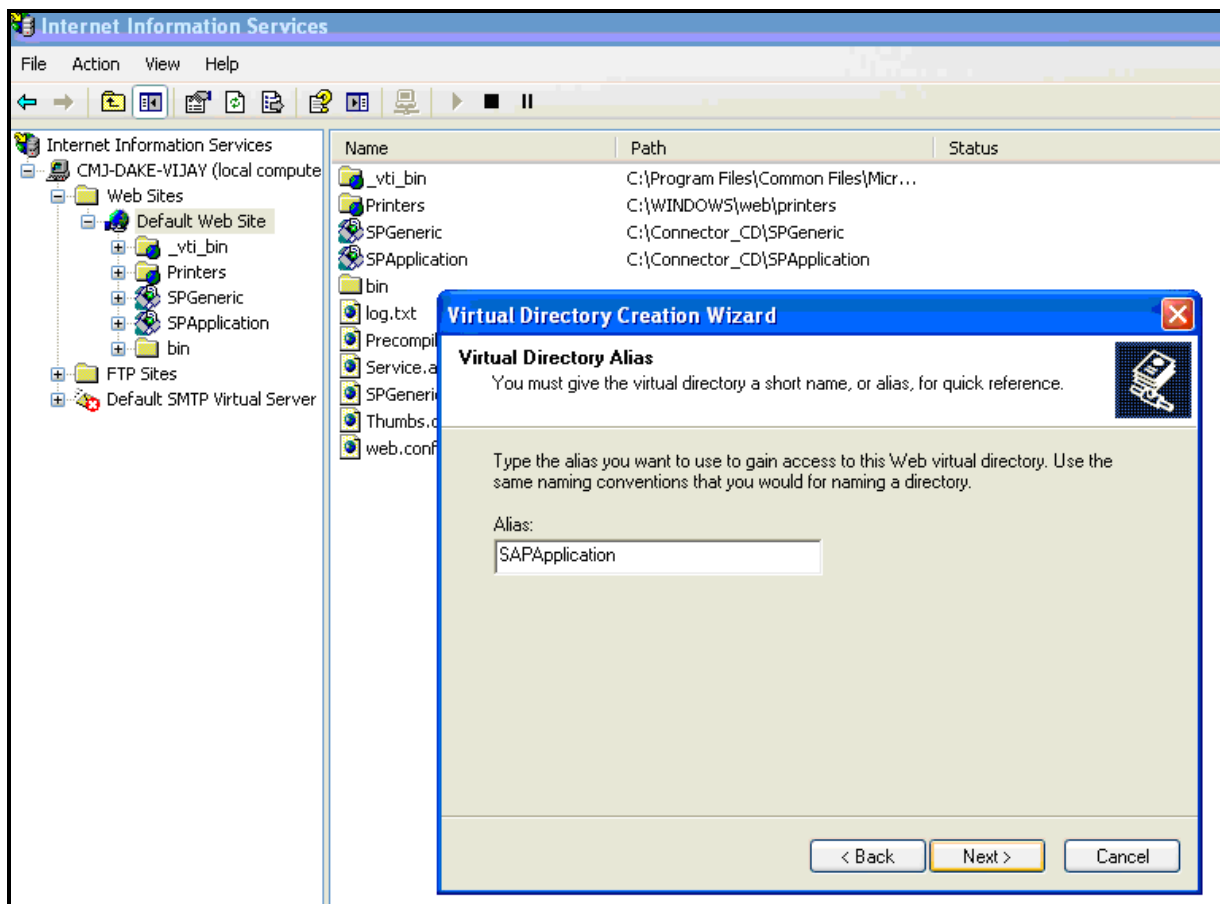 Internet Information Services
File Action View Help
Internet Information Services
CMJ-DAKE-VIJAY (local compute
Web Sites
Default Web Site
_vti_bin
Printers
SPGeneric
SPApplication
bin
FTP Sites
Default SMTP Virtual Server
Name Path Status
_vti_bin C:\Program Files\Common Files\Micr...
Printers C:\WINDOWS\web\printers
SPGeneric C:\Connector_CD\SPGeneric
SPApplication C:\Connector_CD\SPApplication
bin
log.txt
Precompil
Service.a
SPGeneri
Thumbs.d
web.conf
Virtual Directory Creation Wizard
Virtual Directory Alias
You must give the virtual directory a short name, or alias, for quick reference.
Type the alias you want to use to gain access to this Web virtual directory. Use the
same naming conventions that you would for naming a directory.
Alias:
SAPApplication
< Back Next > Cancel